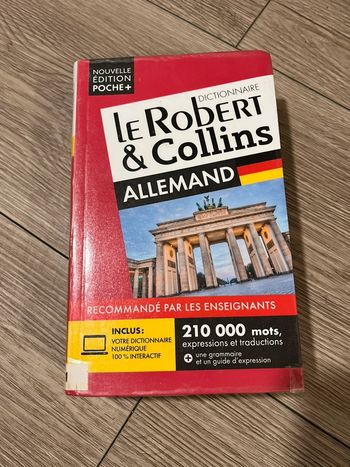 NOUVELLE
ÉDITION
POCHE+
DICTIONNAIRE
le Robert
& Collins
ALLEMAND
RECOMMANDÉ PAR LES ENSEIGNANTS
INCLUS :
VOTRE DICTIONNAIRE
NUMÉRIQUE
100 % INTERACTIF
210 000 mots,
expressions et traductions
+ une grammaire
et un guide d'expression